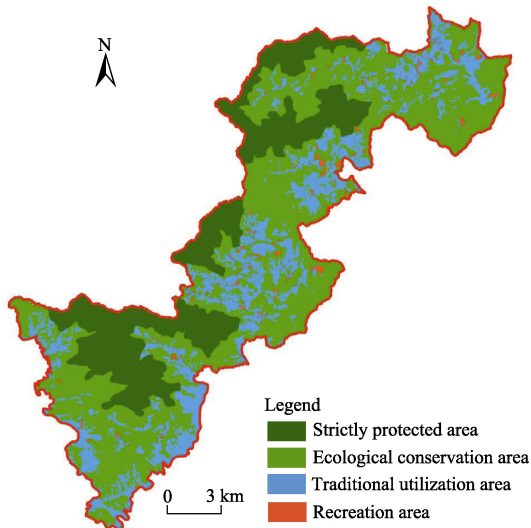 N
Legend
Strictly protected area
Ecological conservation area
Traditional utilization area
Recreation area
0 3 km